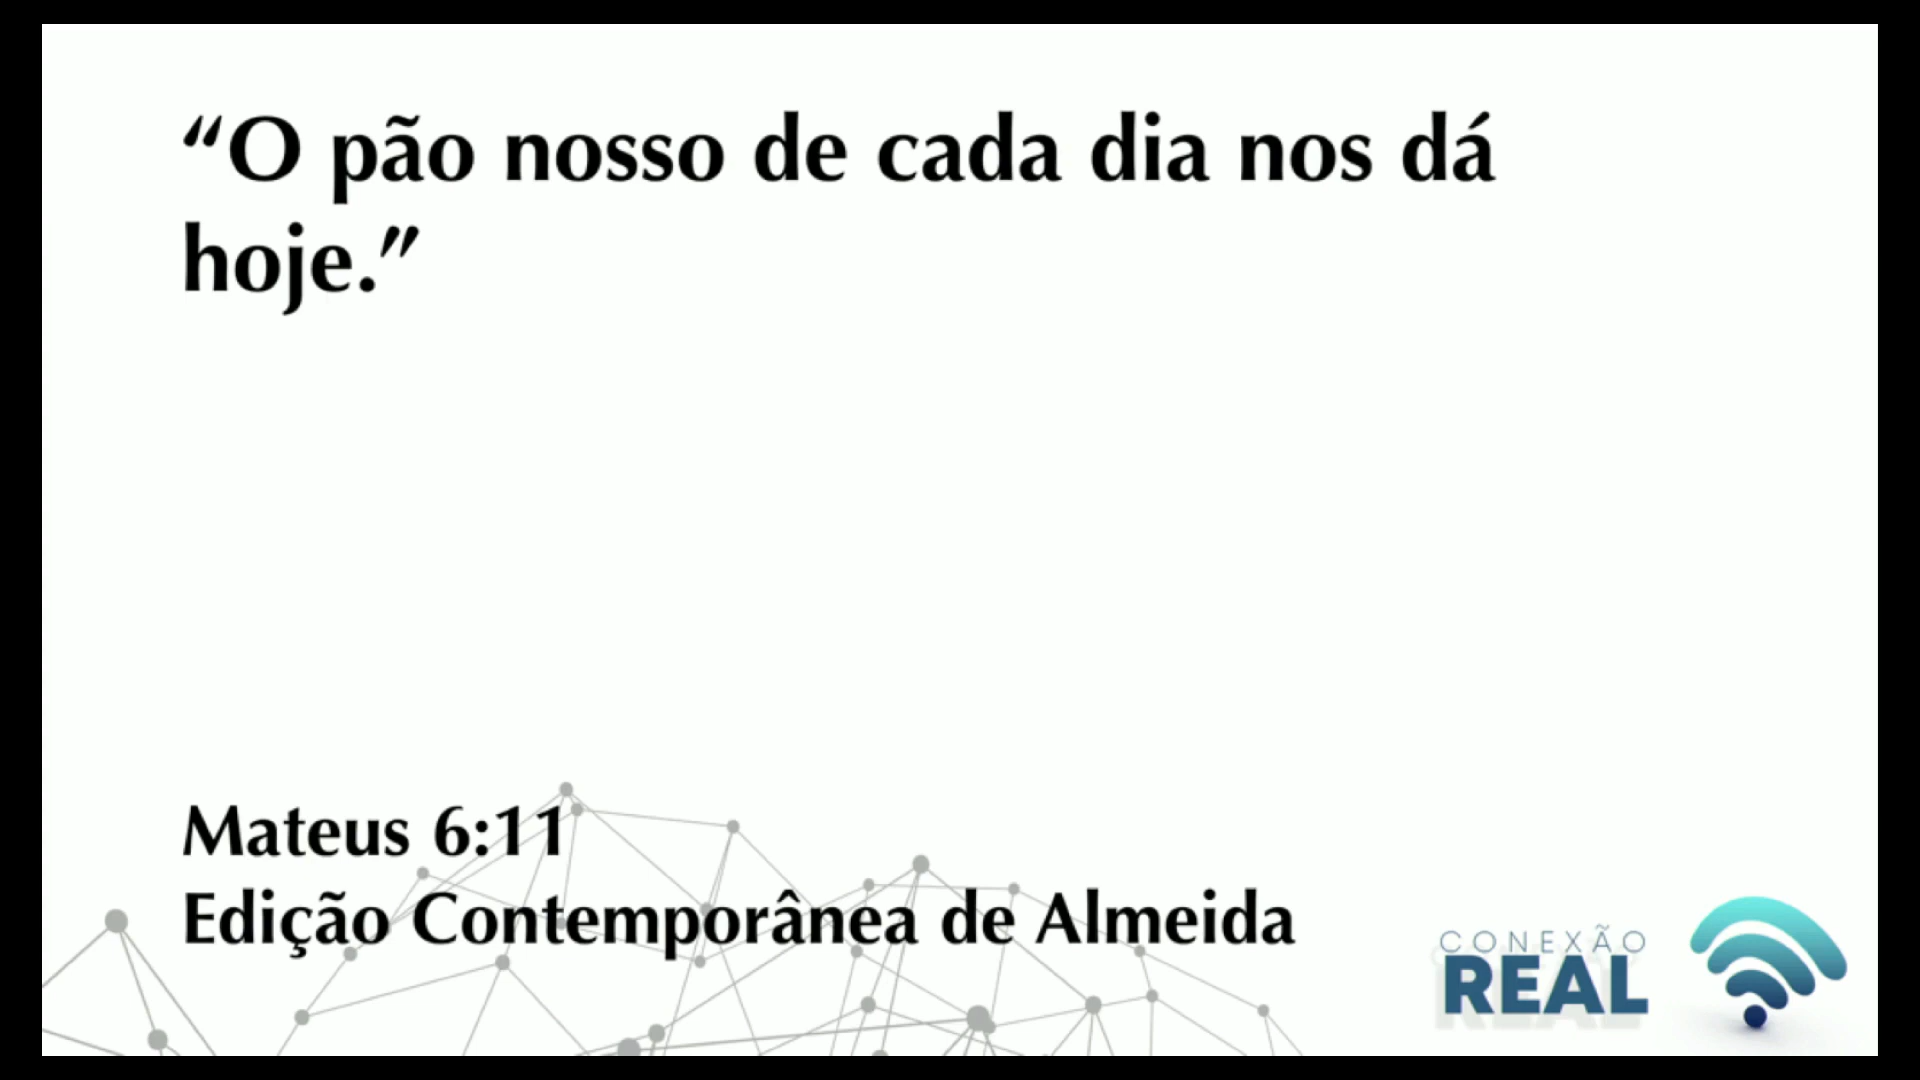 “O pão nosso de cada dia nos dá
hoje.”
Mateus 6:11
Edição Contemporânea de Almeida
CONEXÃO
REAL